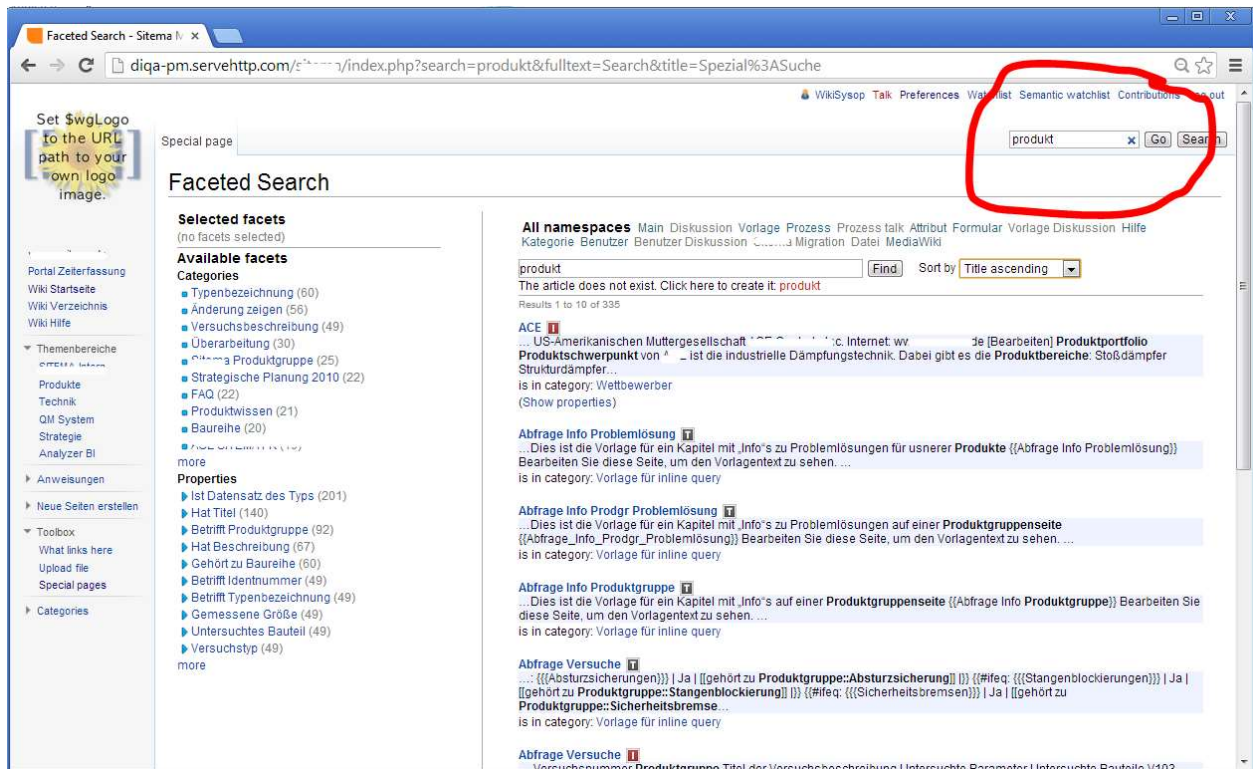 Faceted Search - Sitema
diqa-pm.servehttp.com/ /index.php?search=produkt&fulltext=Search&title=Spezial%3ASuche
WikiSysop Talk Preferences Watchlist Semantic watchlist Contributions Log out
Set $wgLogo
to the URL
path to your
own logo
image.
Special page
produkt x Go Search
Faceted Search
Portal Zeiterfassung
Wiki Startseite
Wiki Verzeichnis
Wiki Hilfe
Themenbereiche
Produkte
Technik
QM System
Strategie
Analyzer BI
Anweisungen
Neue Seiten erstellen
Toolbox
What links here
Upload file
Special pages
Categories
Selected facets
(no facets selected)
Available facets
Categories
Typenbezeichnung (60)
Änderung zeigen (56)
Versuchsbeschreibung (49)
Überarbeitung (30)
Sitema Produktgruppe (25)
Strategische Planung 2010 (22)
FAQ (22)
Produktwissen (21)
Baureihe (20)
more
Properties
Ist Datensatz des Typs (201)
Hat Titel (140)
Betrifft Produktgruppe (92)
Hat Beschreibung (67)
Gehört zu Baureihe (60)
Betrifft Identnummer (49)
Betrifft Typenbezeichnung (49)
Gemessene Größe (49)
Untersuchtes Bauteil (49)
Versuchstyp (49)
more
All namespaces Main Diskussion Vorlage Prozess Prozess talk Attribut Formular Vorlage Diskussion Hilfe
Kategorie Benutzer Benutzer Diskussion Migration Datei MediaWiki
produkt Find Sort by Title ascending
The article does not exist. Click here to create it: produkt
Results 1 to 10 of 335
ACE I
... US-Amerikanischen Muttergesellschaft Internet: de [Bearbeiten] Produktportfolio
Produktschwerpunkt von ist die industrielle Dämpfungstechnik. Dabei gibt es die Produktbereiche: Stoßdämpfer
Strukturdämpfer...
is in category: Wettbewerber
(Show properties)
Abfrage Info Problemlösung T
...Dies ist die Vorlage für ein Kapitel mit „Info“s zu Problemlösungen für usnerer Produkte {{Abfrage Info Problemlösung}}
Bearbeiten Sie diese Seite, um den Vorlagentext zu sehen. ...
is in category: Vorlage für inline query
Abfrage Info Prodgr Problemlösung T
...Dies ist die Vorlage für ein Kapitel mit „Info“s zu Problemlösungen auf einer Produktgruppenseite
{{Abfrage_Info_Prodgr_Problemlösung}} Bearbeiten Sie diese Seite, um den Vorlagentext zu sehen. ...
is in category: Vorlage für inline query
Abfrage Info Produktgruppe T
...Dies ist die Vorlage für ein Kapitel mit „Info“s auf einer Produktgruppenseite {{Abfrage Info Produktgruppe}} Bearbeiten Sie
diese Seite, um den Vorlagentext zu sehen. ...
is in category: Vorlage für inline query
Abfrage Versuche T
...: {{{Absturzsicherungen}}} | Ja | [[gehört zu Produktgruppe::Absturzsicherung]] |}} {{#ifeq: {{{Stangenblockierungen}}} | Ja |
[[gehört zu Produktgruppe::Stangenblockierung]] |}} {{#ifeq: {{{Sicherheitsbremsen}}} | Ja | [[gehört zu
Produktgruppe::Sicherheitsbremse...
is in category: Vorlage für inline query
Abfrage Versuche I
...Versuchsnummer Produktgruppe Titel der Versuchsbeschreibung Untersuchte Parameter Untersuchte Bauteile V103